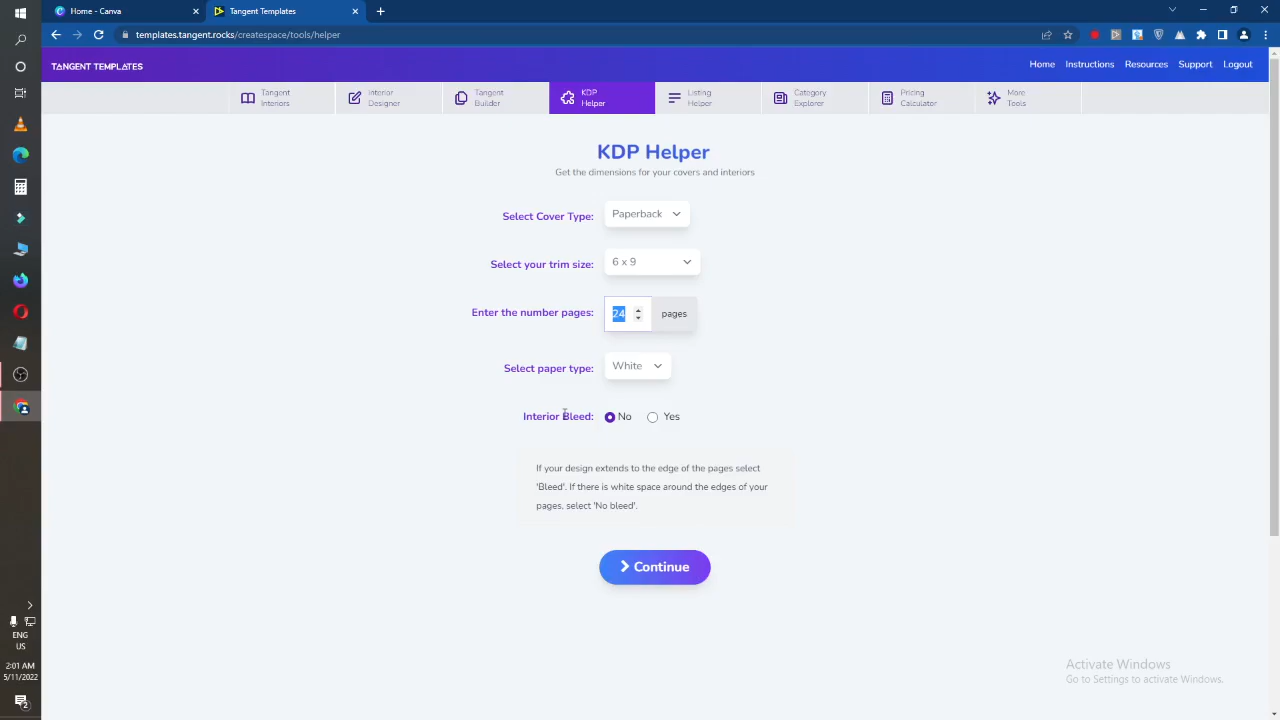 Home - Canva
Tangent Templates
templates.tangent.rocks/createspace/tools/helper
TANGENT TEMPLATES
Home
Instructions
Resources
Support
Logout
Tangent
Interiors
Interior
Designer
Tangent
Builder
KDP
Helper
Listing
Helper
Category
Explorer
Pricing
Calculator
More
Tools
KDP Helper
Get the dimensions for your covers and interiors
Select Cover Type: Paperback
Select your trim size: 6 x 9
Enter the number pages: 24 pages
Select paper type: White
Interior Bleed: No Yes
If your design extends to the edge of the pages select
'Bleed'. If there is white space around the edges of your
pages, select 'No bleed'.
Continue
ENG
US
2:01 AM
5/11/2022
2
Activate Windows
Go to Settings to activate Windows.